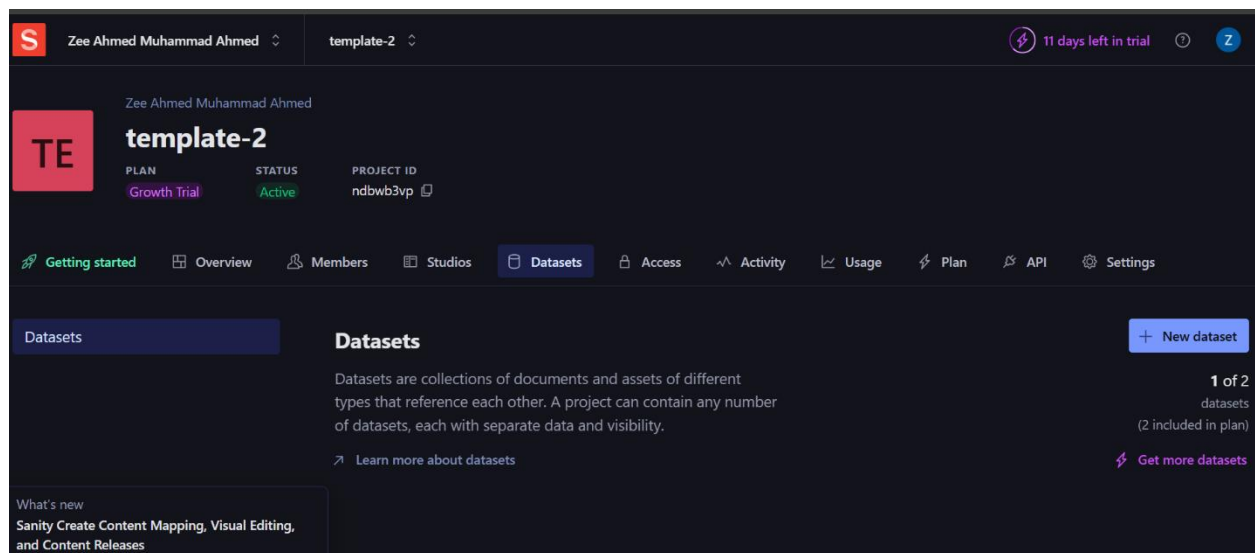 S
Zee Ahmed Muhammad Ahmed
template-2
11 days left in trial
?
Z
TE
Zee Ahmed Muhammad Ahmed
template-2
PLAN STATUS PROJECT ID
Growth Trial Active ndbwb3vp
Getting started Overview Members Studios Datasets Access Activity Usage Plan API Settings
Datasets
Datasets
+ New dataset
Datasets are collections of documents and assets of different
types that reference each other. A project can contain any number
of datasets, each with separate data and visibility.
Learn more about datasets
1 of 2
datasets
(2 included in plan)
Get more datasets
What's new
Sanity Create Content Mapping, Visual Editing,
and Content Releases